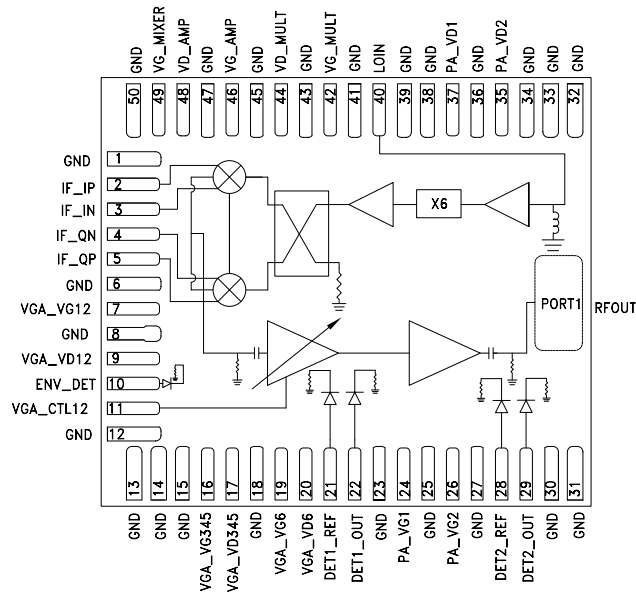 GND
VG_MIXER
VD_AMP
GND
VG_AMP
GND
VD_MULT
GND
VG_MULT
GND
LOIN
GND
GND
PA_VD1
GND
PA_VD2
GND
GND
GND
50
49
48
47
46
45
44
43
42
41
40
39
38
37
36
35
34
33
32
GND 1
IF_IP 2
IF_IN 3
IF_QN 4
IF_QP 5
GND 6
VGA_VG12 7
GND 8
VGA_VD12 9
ENV_DET 10
VGA_CTL12 11
GND 12
X6
PORT1
RFOUT
13
14
15
16
17
18
19
20
21
22
23
24
25
26
27
28
29
30
31
GND
GND
GND
VGA_VG345
VGA_VD345
GND
VGA_VG6
VGA_VD6
DET1_REF
DET1_OUT
GND
PA_VG1
GND
PA_VG2
GND
DET2_REF
DET2_OUT
GND
GND